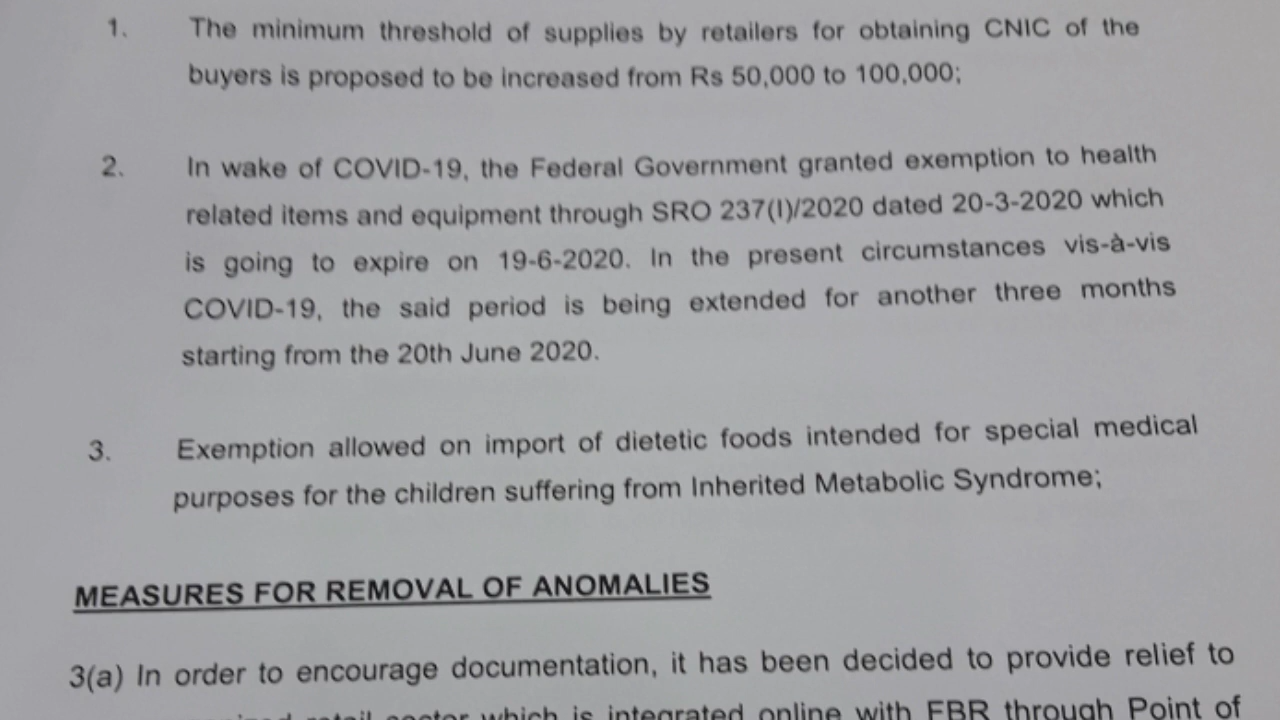 1. The minimum threshold of supplies by retailers for obtaining CNIC of the
buyers is proposed to be increased from Rs 50,000 to 100,000;
2. In wake of COVID-19, the Federal Government granted exemption to health
related items and equipment through SRO 237(I)/2020 dated 20-3-2020 which
is going to expire on 19-6-2020. In the present circumstances vis-à-vis
COVID-19, the said period is being extended for another three months
starting from the 20th June 2020.
3. Exemption allowed on import of dietetic foods intended for special medical
purposes for the children suffering from Inherited Metabolic Syndrome;
MEASURES FOR REMOVAL OF ANOMALIES
3(a) In order to encourage documentation, it has been decided to provide relief to
retail sector which is integrated online with FBR through Point of